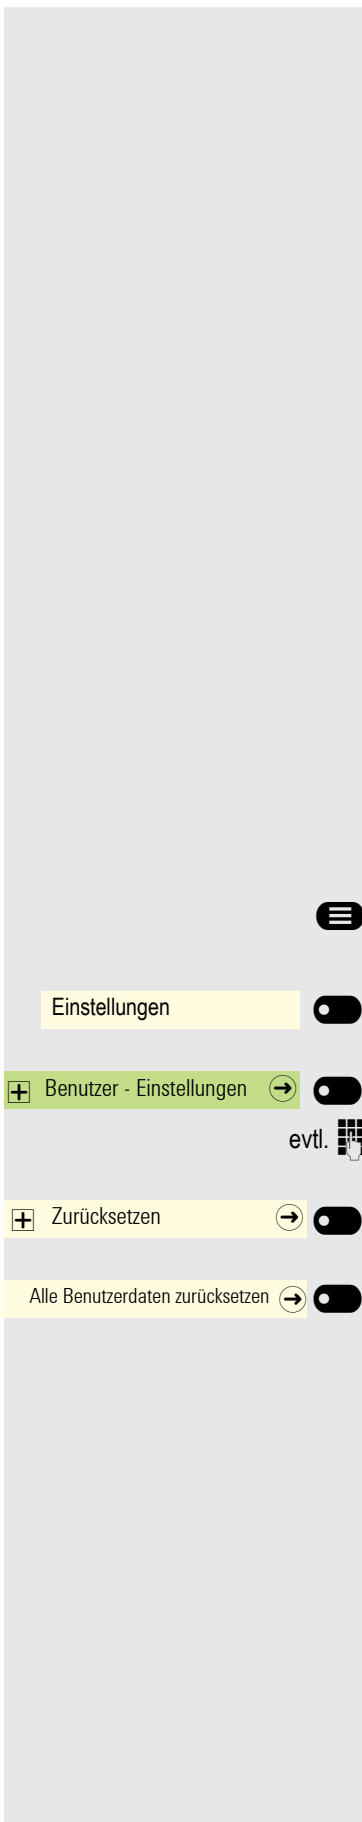 Einstellungen
Benutzer - Einstellungen
evtl.
Zurücksetzen
Alle Benutzerdaten zurücksetzen